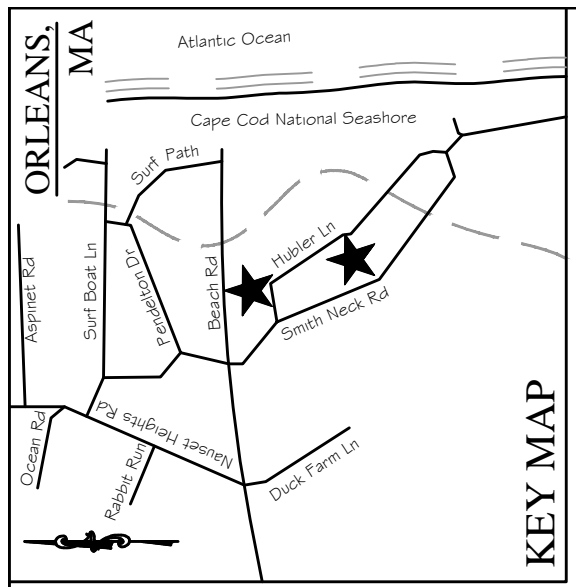 ORLEANS,
MA
Atlantic Ocean
Cape Cod National Seashore
Surf Path
Hubler Ln
Aspinet Rd
Surf Boat Ln
Pendelton Dr
Beach Rd
Smith Neck Rd
Ocean Rd
Nauset Heights Rd
Rabbit Run
Duck Farm Ln
KEY MAP